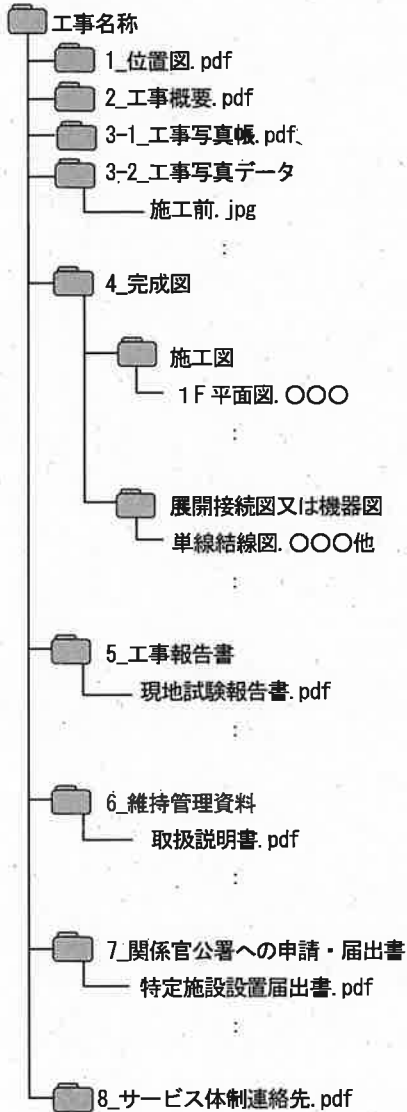 工事名称
1_位置図.pdf
2_工事概要.pdf
3-1_工事写真帳.pdf、
3-2_工事写真データ
施工前.jpg
:
4_完成図
施工図
1F平面図.〇〇〇
:
展開接続図又は機器図
単線結線図.〇〇〇他
:
5_工事報告書
現地試験報告書.pdf
:
6_維持管理資料
取扱説明書.pdf
:
7_関係官公署への申請・届出書
特定施設設置届出書.pdf
:
8_サービス体制連絡先.pdf